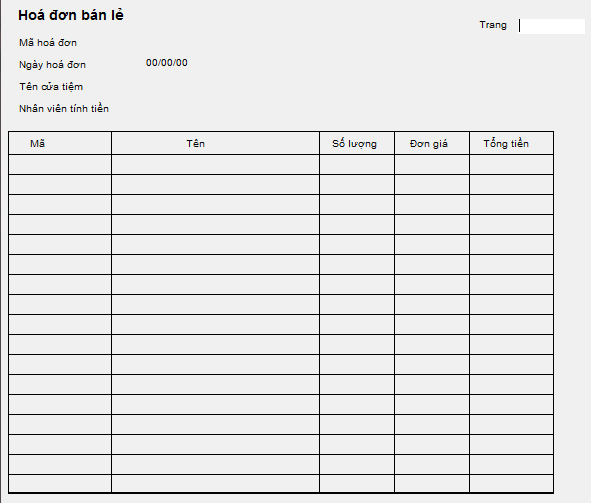 Hoá đơn bán lẻ
Trang
Mã hoá đơn
Ngày hoá đơn 00/00/00
Tên cửa tiệm
Nhân viên tính tiền
Mã Tên Số lượng Đơn giá Tổng tiền